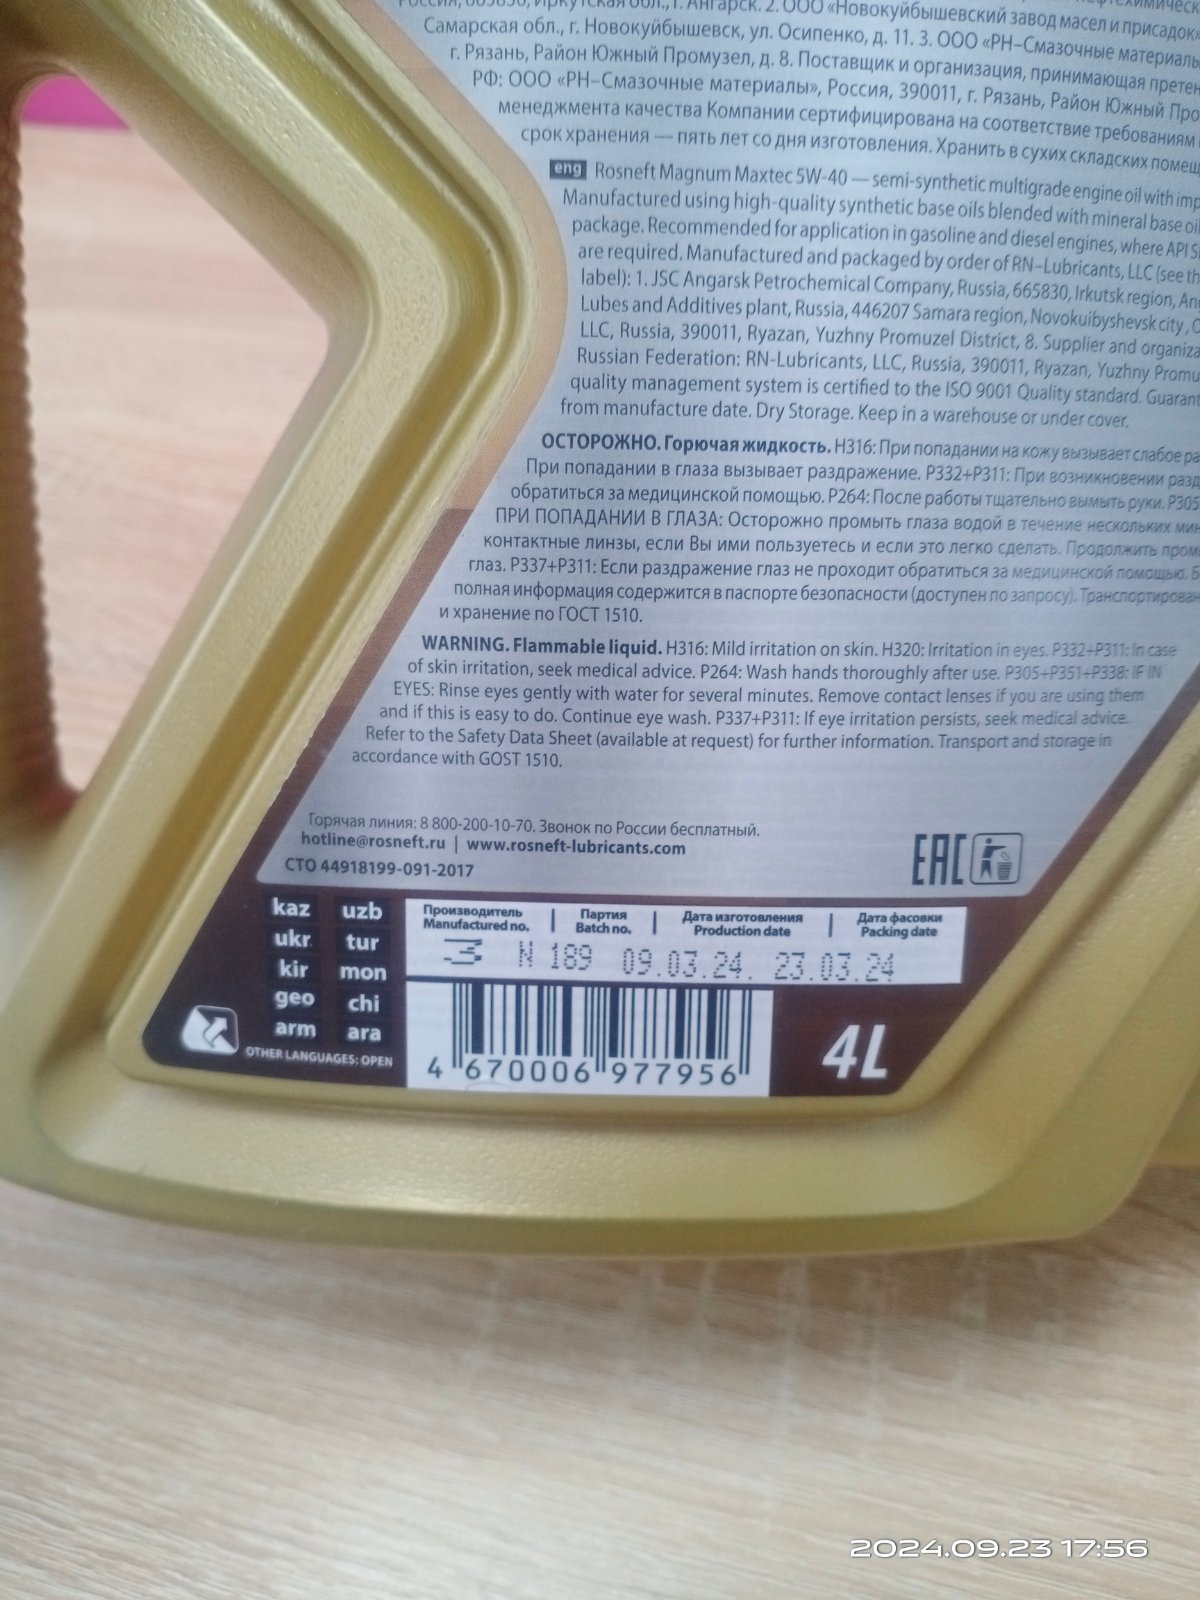 Россия, 665830, Иркутская обл., г. Ангарск. 2. ООО «Новокуйбышевский завод масел и присадок»
Самарская обл., г. Новокуйбышевск, ул. Осипенко, д. 11. 3. ООО «РН–Смазочные материалы
г. Рязань, Район Южный Промузел, д. 8. Поставщик и организация, принимающая претен
РФ: ООО «РН–Смазочные материалы», Россия, 390011, г. Рязань, Район Южный Про
менеджмента качества Компании сертифицирована на соответствие требованиям
срок хранения — пять лет со дня изготовления. Хранить в сухих складских помещ
eng Rosneft Magnum Maxtec 5W-40 — semi-synthetic multigrade engine oil with imp
Manufactured using high-quality synthetic base oils blended with mineral base oi
package. Recommended for application in gasoline and diesel engines, where API S
are required. Manufactured and packaged by order of RN–Lubricants, LLC (see th
label): 1. JSC Angarsk Petrochemical Company, Russia, 665830, Irkutsk region, An
Lubes and Additives plant, Russia, 446207 Samara region, Novokuibyshevsk city,
LLC, Russia, 390011, Ryazan, Yuzhny Promuzel District, 8. Supplier and organiza
Russian Federation: RN-Lubricants, LLC, Russia, 390011, Ryazan, Yuzhny Promu
quality management system is certified to the ISO 9001 Quality standard. Guarant
from manufacture date. Dry Storage. Keep in a warehouse or under cover.
ОСТОРОЖНО. Горючая жидкость. H316: При попадании на кожу вызывает слабое ра
При попадании в глаза вызывает раздражение. P332+P311: При возникновении разд
обратиться за медицинской помощью. P264: После работы тщательно вымыть руки. P305
ПРИ ПОПАДАНИИ В ГЛАЗА: Осторожно промыть глаза водой в течение нескольких мин
контактные линзы, если Вы ими пользуетесь и если это легко сделать. Продолжить пром
глаз. P337+P311: Если раздражение глаз не проходит обратиться за медицинской помощью.
полная информация содержится в паспорте безопасности (доступен по запросу). Транспортирован
и хранение по ГОСТ 1510.
WARNING. Flammable liquid. H316: Mild irritation on skin. H320: Irritation in eyes. P332+P311: In case
of skin irritation, seek medical advice. P264: Wash hands thoroughly after use. P305+P351+P338: IF IN
EYES: Rinse eyes gently with water for several minutes. Remove contact lenses if you are using them
and if this is easy to do. Continue eye wash. P337+P311: If eye irritation persists, seek medical advice.
Refer to the Safety Data Sheet (available at request) for further information. Transport and storage in
accordance with GOST 1510.
Горячая линия: 8 800-200-10-70. Звонок по России бесплатный.
hotline@rosneft.ru | www.rosneft-lubricants.com
СТО 44918199-091-2017
EAC
kaz uzb
ukr tur
kir mon
geo chi
arm ara
OTHER LANGUAGES: OPEN
Производитель | Партия | Дата изготовления | Дата фасовки
Manufactured no. Batch no. Production date Packing date
3 N 189 09.03.24. 23.03.24
4 670006 977956
4L
2024.09.23 17:56